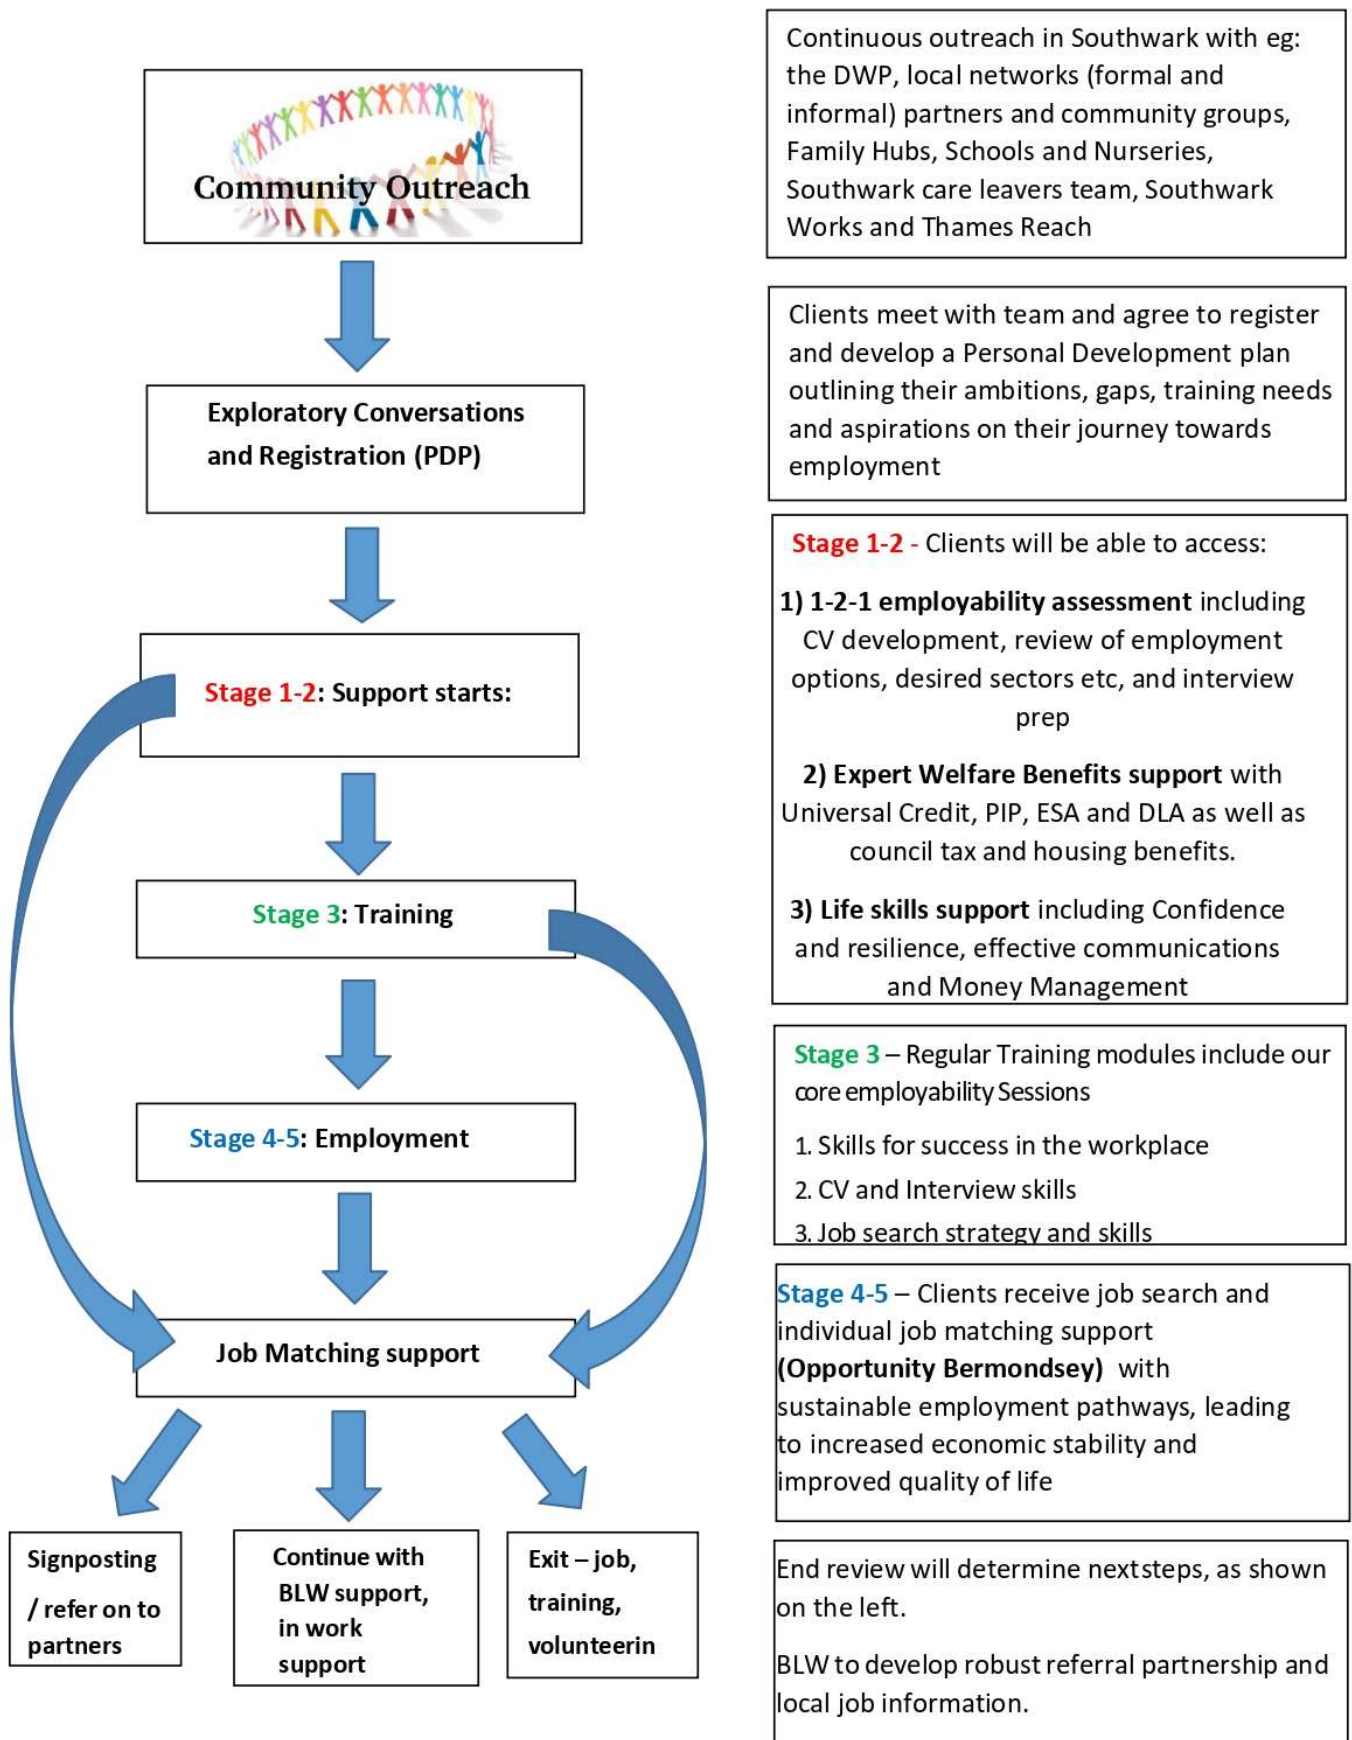 Community Outreach
Continuous outreach in Southwark with eg:
the DWP, local networks (formal and
informal) partners and community groups,
Family Hubs, Schools and Nurseries,
Southwark care leavers team, Southwark
Works and Thames Reach
Exploratory Conversations
and Registration (PDP)
Clients meet with team and agree to register
and develop a Personal Development plan
outlining their ambitions, gaps, training needs
and aspirations on their journey towards
employment
Stage 1-2: Support starts:
Stage 1-2 - Clients will be able to access:
1) 1-2-1 employability assessment including
CV development, review of employment
options, desired sectors etc, and interview
prep
2) Expert Welfare Benefits support with
Universal Credit, PIP, ESA and DLA as well as
council tax and housing benefits.
3) Life skills support including Confidence
and resilience, effective communications
and Money Management
Stage 3: Training
Stage 3 – Regular Training modules include our
core employability Sessions
1. Skills for success in the workplace
2. CV and Interview skills
3. Job search strategy and skills
Stage 4-5: Employment
Stage 4-5 – Clients receive job search and
individual job matching support
(Opportunity Bermondsey) with
sustainable employment pathways, leading
to increased economic stability and
improved quality of life
Job Matching support
Signposting
/ refer on to
partners
Continue with
BLW support,
in work
support
Exit – job,
training,
volunteerin
End review will determine next steps, as shown
on the left.
BLW to develop robust referral partnership and
local job information.